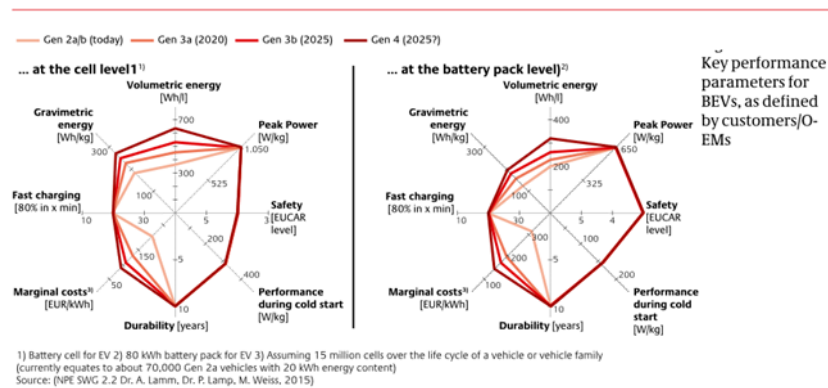 Gen 2a/b (today) Gen 3a (2020) Gen 3b (2025) Gen 4 (2025?)
... at the cell level1 1)
Volumetric energy
[Wh/l]
700
300
Gravimetric
energy
[Wh/kg]
300
Peak Power
[W/kg]
1.050
525
Fast charging
[80% in x min]
10
30
5
3
Safety
[EUCAR
level]
200
400
150
50
5
10
Marginal costs3)
[EUR/kWh]
Performance
during cold start
[W/kg]
Durability [years]
... at the battery pack level)2)
Volumetric energy
[Wh/l]
400
200
Gravimetric
energy
[Wh/kg]
300
100
Peak Power
[W/kg]
650
325
Fast charging
[80% in x min]
10
30
5
4
Safety
[EUCAR
level]
300
200
100
100
200
5
10
Marginal costs3)
[EUR/kWh]
Performance
during cold
start
[W/kg]
Durability [years]
Key performance
parameters for
BEVs, as defined
by customers/O-
EMs
1) Battery cell for EV 2) 80 kWh battery pack for EV 3) Assuming 15 million cells over the life cycle of a vehicle or vehicle family
(currently equates to about 70,000 Gen 2a vehicles with 20 kWh energy content)
Source: (NPE SWG 2.2 Dr. A. Lamm, Dr. P. Lamp, M. Weiss, 2015)